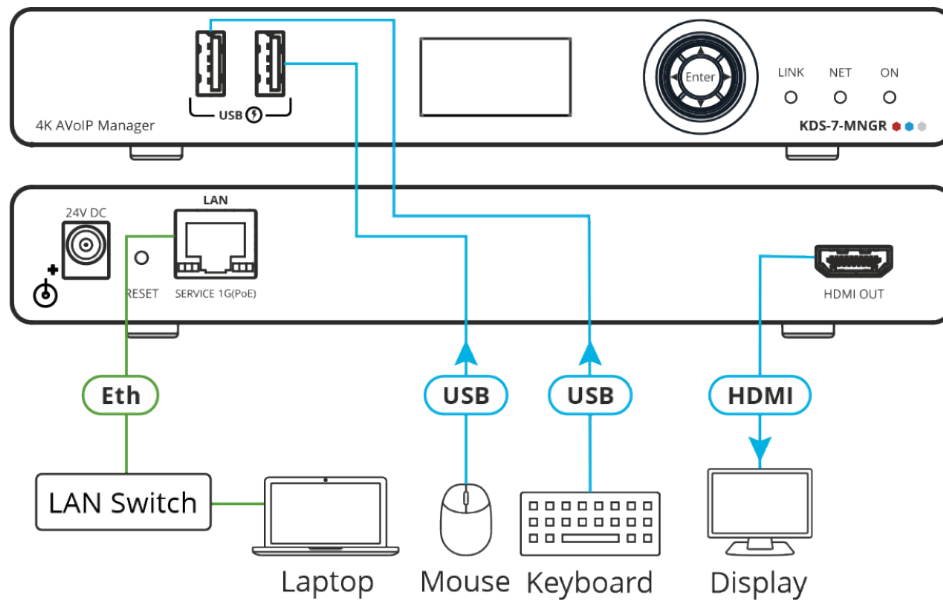 Enter
LINK NET ON
USB
4K AVoIP Manager
KDS-7-MNGR
LAN
24V DC
+
RESET
SERVICE 1G(PoE)
HDMI OUT
Eth
USB
USB
HDMI
LAN Switch
Laptop
Mouse
Keyboard
Display